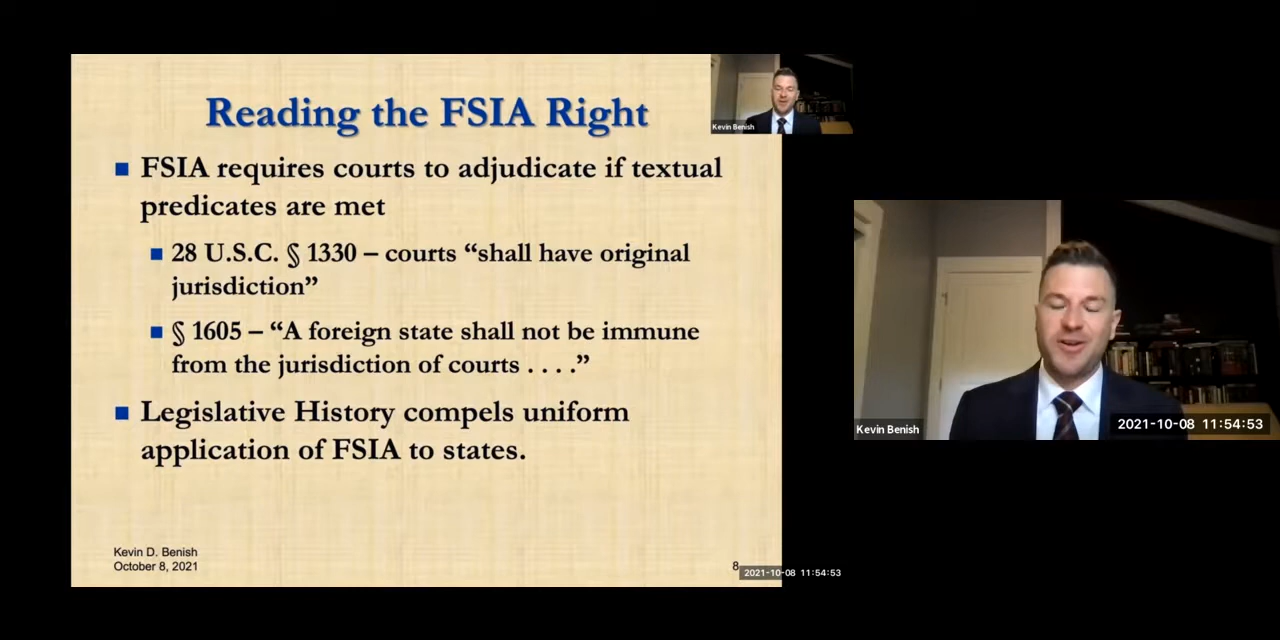 Reading the FSIA Right
FSIA requires courts to adjudicate if textual
predicates are met
28 U.S.C. § 1330 – courts “shall have original
jurisdiction”
§ 1605 – “A foreign state shall not be immune
from the jurisdiction of courts . . . .”
Legislative History compels uniform
application of FSIA to states.
Kevin D. Benish
October 8, 2021
8
2021-10-08 11:54:53
Kevin Benish
Kevin Benish
2021-10-08 11:54:53